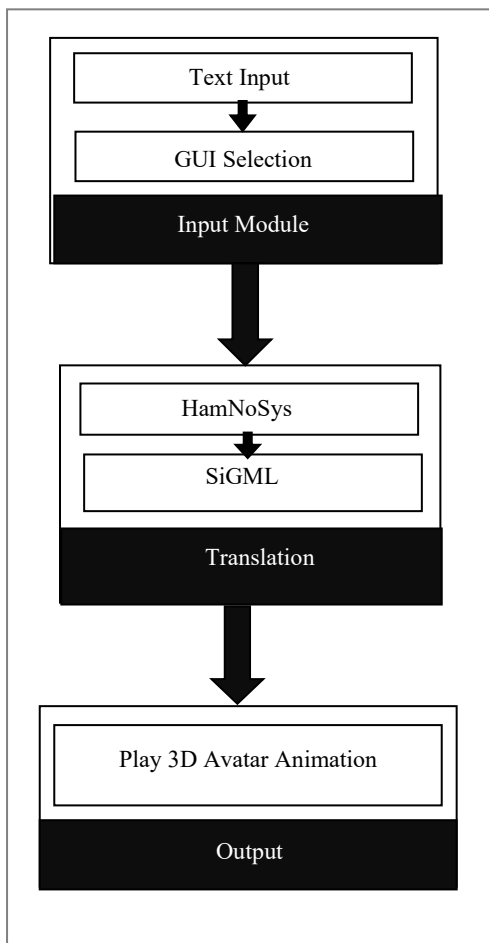 Text Input
GUI Selection
Input Module
HamNoSys
SiGML
Translation
Play 3D Avatar Animation
Output